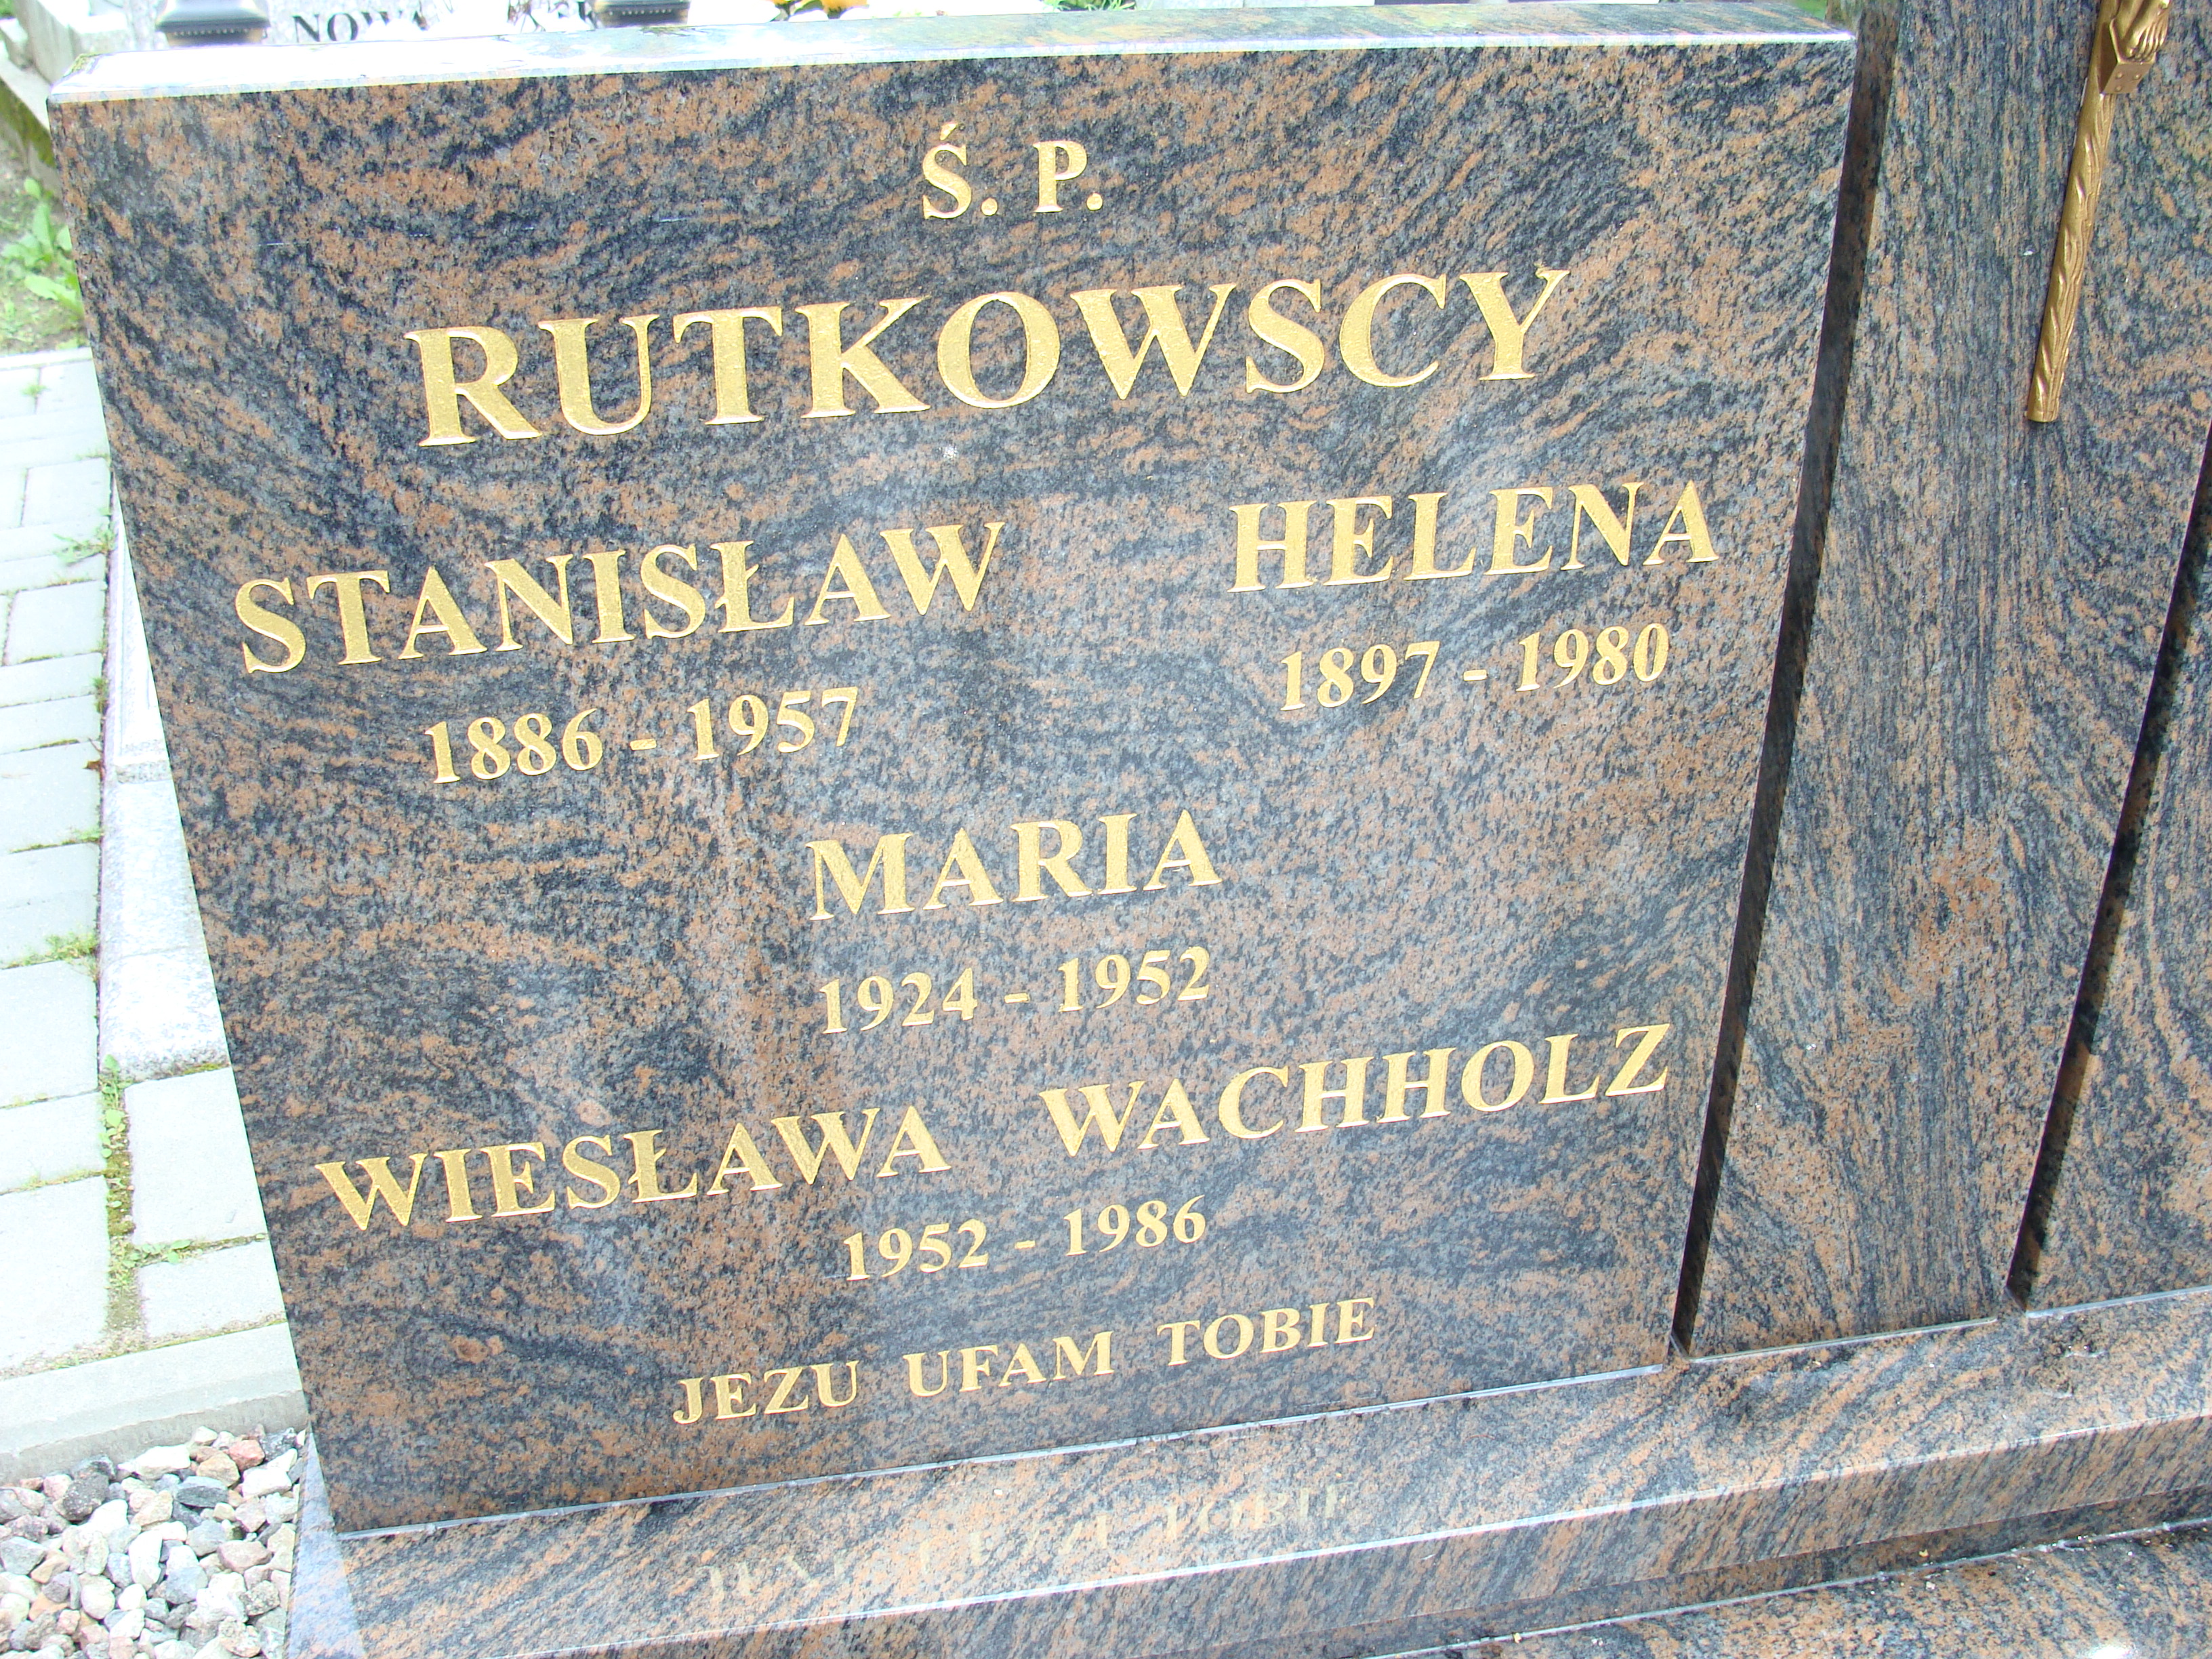 Ś. P.
RUTKOWSCY
STANISŁAW HELENA
1886 - 1957 1897 - 1980
MARIA
1924 - 1952
WIESŁAWA WACHHOLZ
1952 - 1986
JEZU UFAM TOBIE